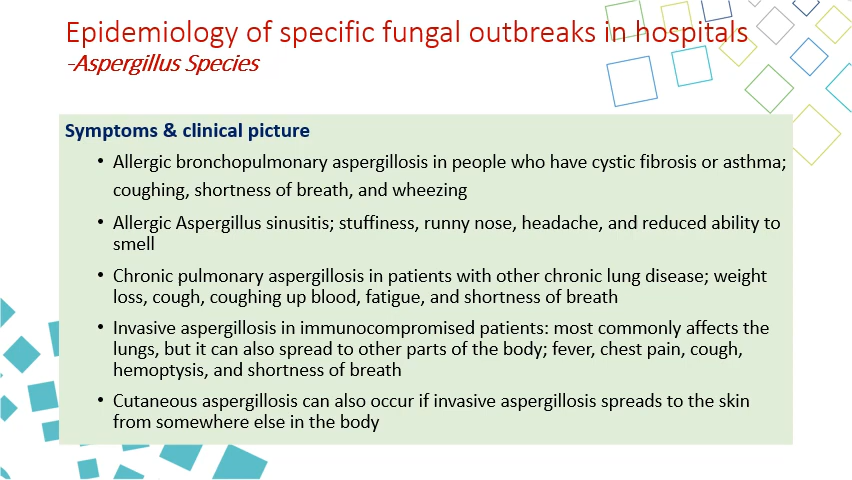 Epidemiology of specific fungal outbreaks in hospitals
-Aspergillus Species
Symptoms & clinical picture
• Allergic bronchopulmonary aspergillosis in people who have cystic fibrosis or asthma;
coughing, shortness of breath, and wheezing
• Allergic Aspergillus sinusitis; stuffiness, runny nose, headache, and reduced ability to
smell
• Chronic pulmonary aspergillosis in patients with other chronic lung disease; weight
loss, cough, coughing up blood, fatigue, and shortness of breath
• Invasive aspergillosis in immunocompromised patients: most commonly affects the
lungs, but it can also spread to other parts of the body; fever, chest pain, cough,
hemoptysis, and shortness of breath
• Cutaneous aspergillosis can also occur if invasive aspergillosis spreads to the skin
from somewhere else in the body